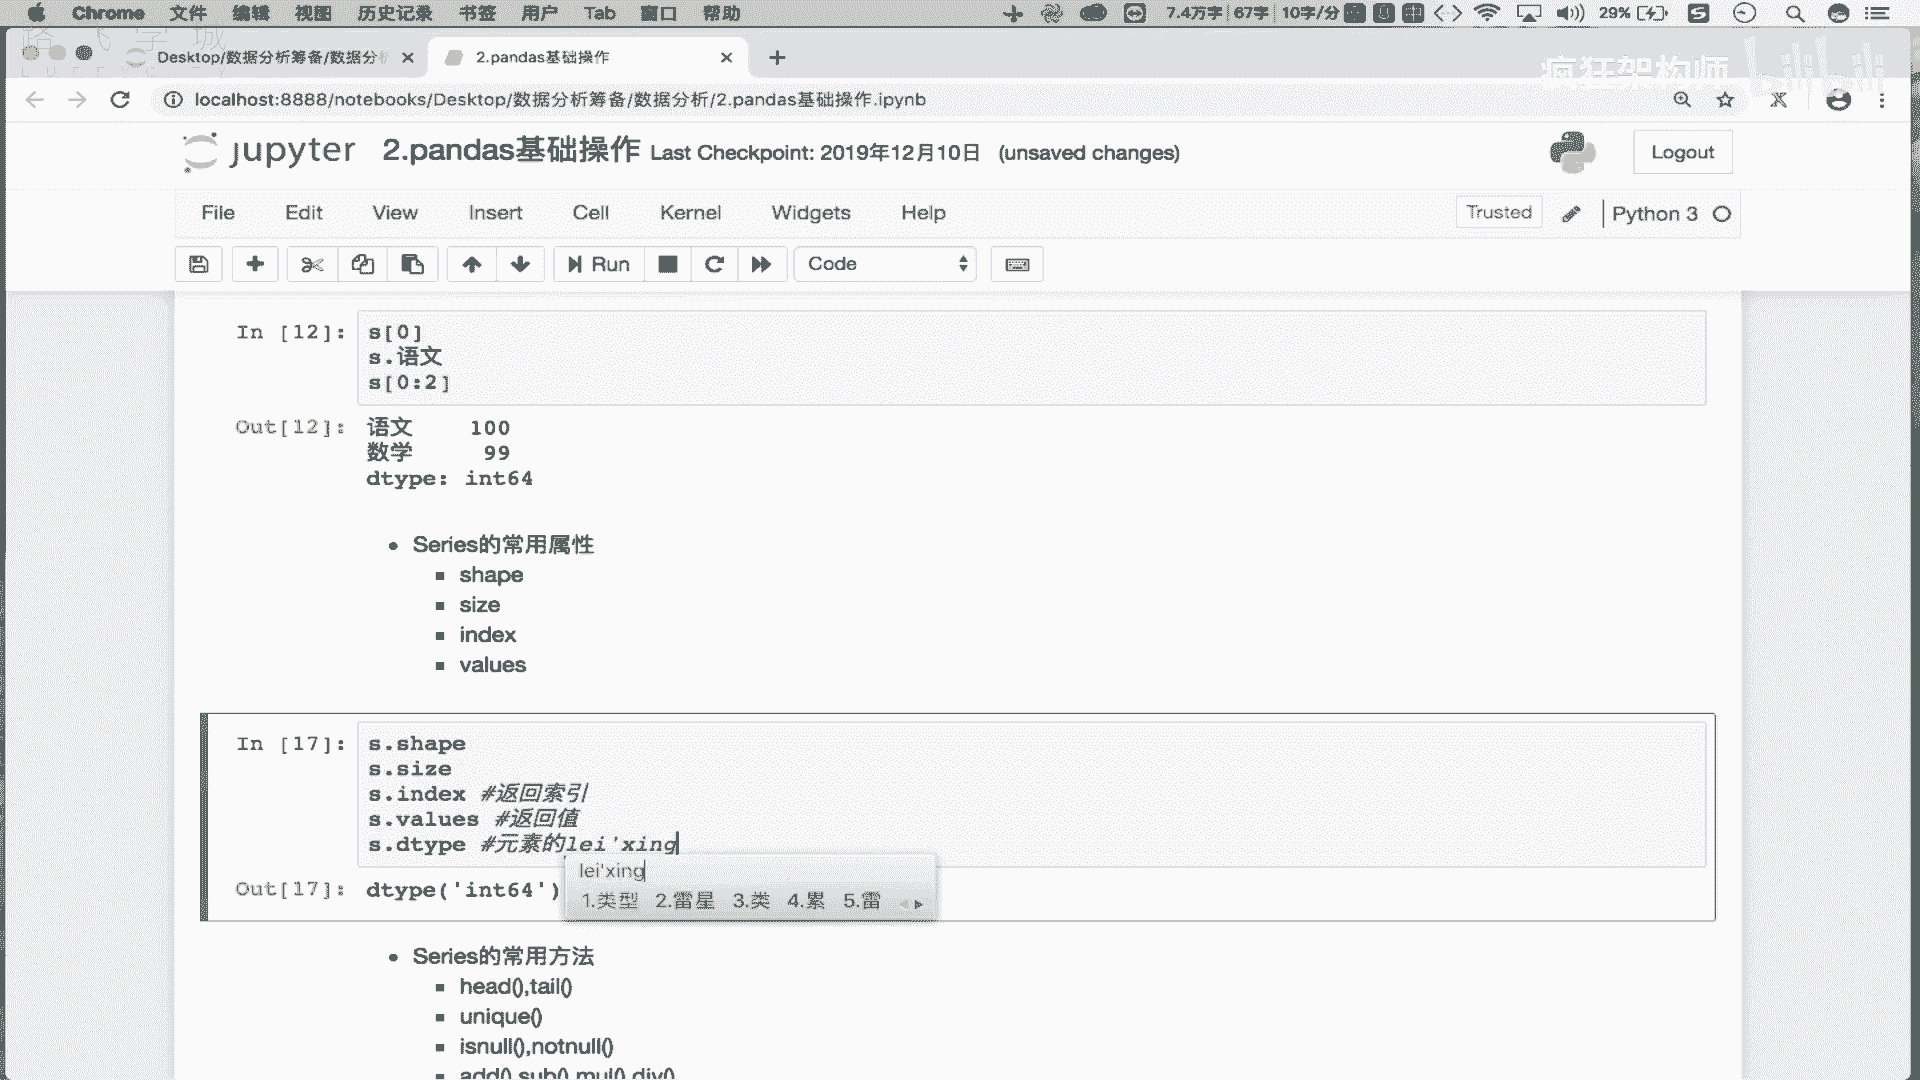 Chrome 文件 编辑 视图 历史记录 书签 用户 Tab 窗口 帮助 7.4万字 67字 10字/分 中 29% S
路飞学城
Desktop/数据分析筹备/数据分析 2.pandas基础操作
疯狂架构师 bilibili
localhost:8888/notebooks/Desktop/数据分析筹备/数据分析/2.pandas基础操作.ipynb
jupyter 2.pandas基础操作 Last Checkpoint: 2019年12月10日 (unsaved changes) Logout
File Edit View Insert Cell Kernel Widgets Help Trusted Python 3
Run Code
In [12]: s[0]
s.语文
s[0:2]
Out[12]: 语文 100
数学 99
dtype: int64
Series的常用属性
shape
size
index
values
In [17]: s.shape
s.size
s.index #返回索引
s.values #返回值
s.dtype #元素的lei'xing
lei'xing
Out[17]: dtype('int64')
1.类型 2.雷星 3.类 4.累 5.雷
Series的常用方法
head(),tail()
unique()
isnull(),notnull()
add() sub() mul() div()